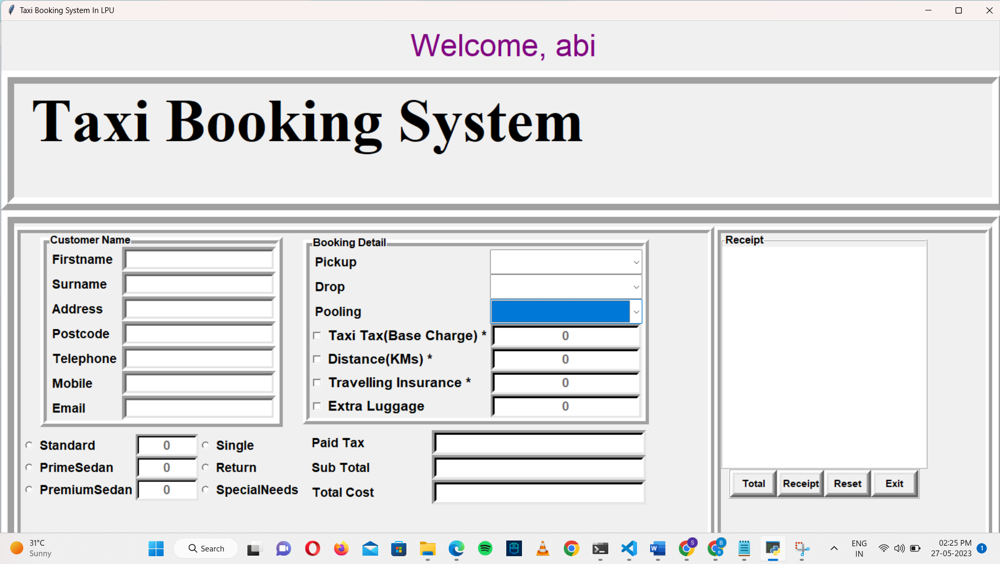 Taxi Booking System In LPU
Welcome, abi
Taxi Booking System
Customer Name
Firstname
Surname
Address
Postcode
Telephone
Mobile
Email
Booking Detail
Pickup
Drop
Pooling
Taxi Tax(Base Charge) * 0
Distance(KMs) * 0
Travelling Insurance * 0
Extra Luggage 0
Standard 0 Single
PrimeSedan 0 Return
PremiumSedan 0 SpecialNeeds
Paid Tax
Sub Total
Total Cost
Receipt
Total Receipt Reset Exit
31°C
Sunny
Search
W
S
B
B
ENG
IN
02:25 PM
27-05-2023
1